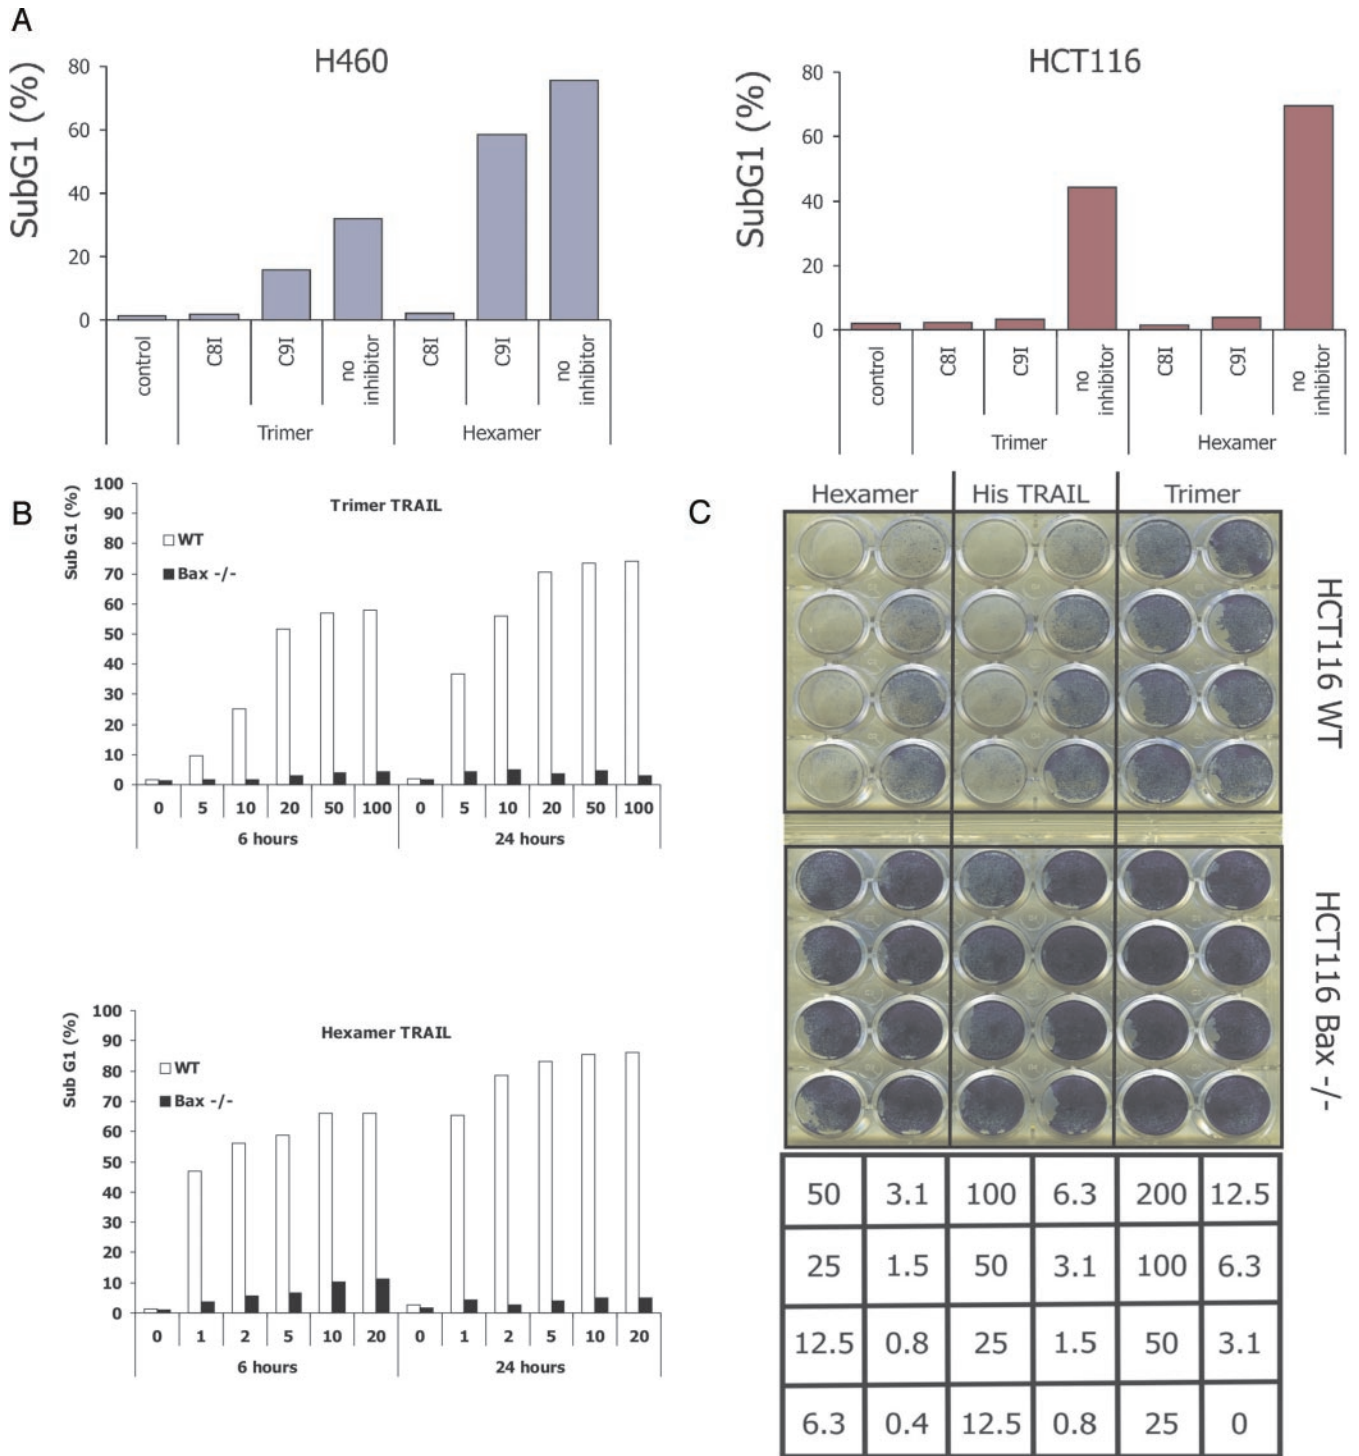 A
H460
SubG1 (%)
80
60
40
20
0
control
C8I
C9I
no inhibitor
C8I
C9I
no inhibitor
Trimer
Hexamer
HCT116
SubG1 (%)
80
60
40
20
0
control
C8I
C9I
no inhibitor
C8I
C9I
no inhibitor
Trimer
Hexamer
B
Trimer TRAIL
Sub G1 (%)
100
90
80
70
60
50
40
30
20
10
0
WT
Bax -/-
0 5 10 20 50 100 0 5 10 20 50 100
6 hours 24 hours
Hexamer TRAIL
Sub G1 (%)
100
90
80
70
60
50
40
30
20
10
0
WT
Bax -/-
0 1 2 5 10 20 0 1 2 5 10 20
6 hours 24 hours
C
Hexamer His TRAIL Trimer
HCT116 WT
HCT116 Bax -/-
50 3.1 100 6.3 200 12.5
25 1.5 50 3.1 100 6.3
12.5 0.8 25 1.5 50 3.1
6.3 0.4 12.5 0.8 25 0